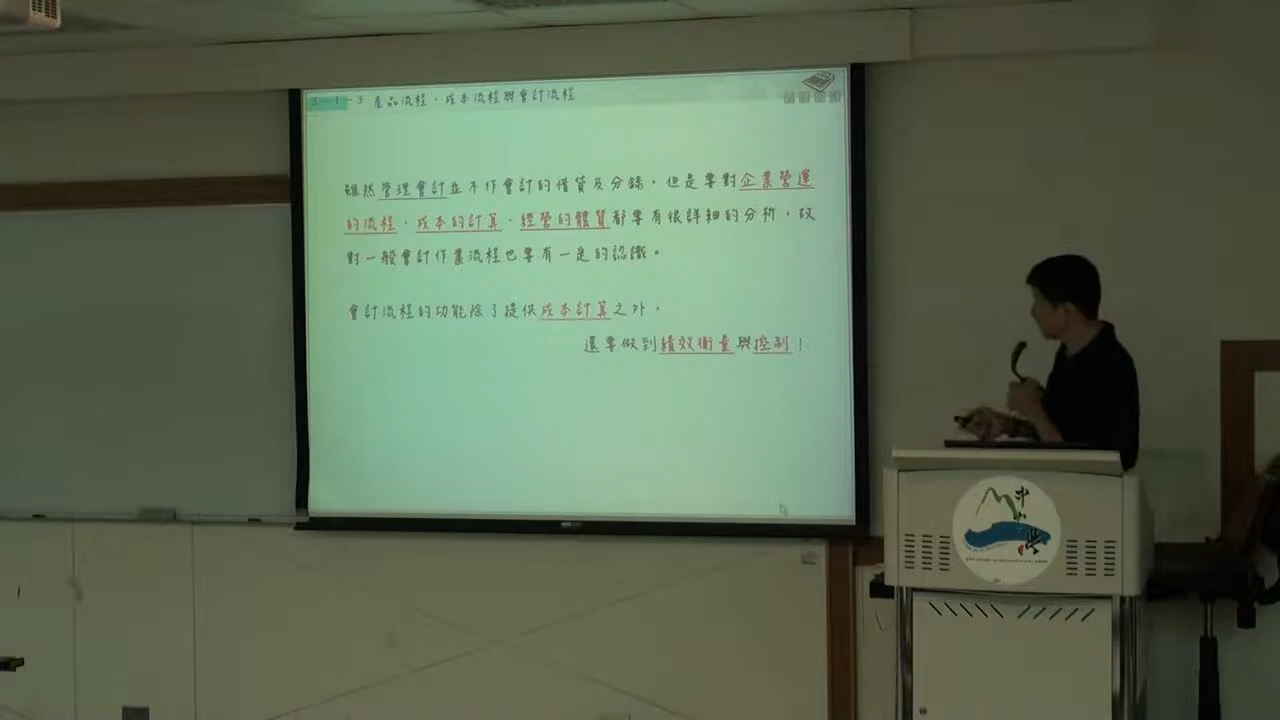 3-1-3 產品流程、成本流程與會計流程
雖然管理會計並不作會計的借貸及分錄，但是要對企業營運
的流程、成本的計算、經營的體質都要有很詳細的分析，故
對一般會計作業流程也要有一定的認識。
會計流程的功能除了提供成本計算之外，
還要做到績效衡量與控制！
中山